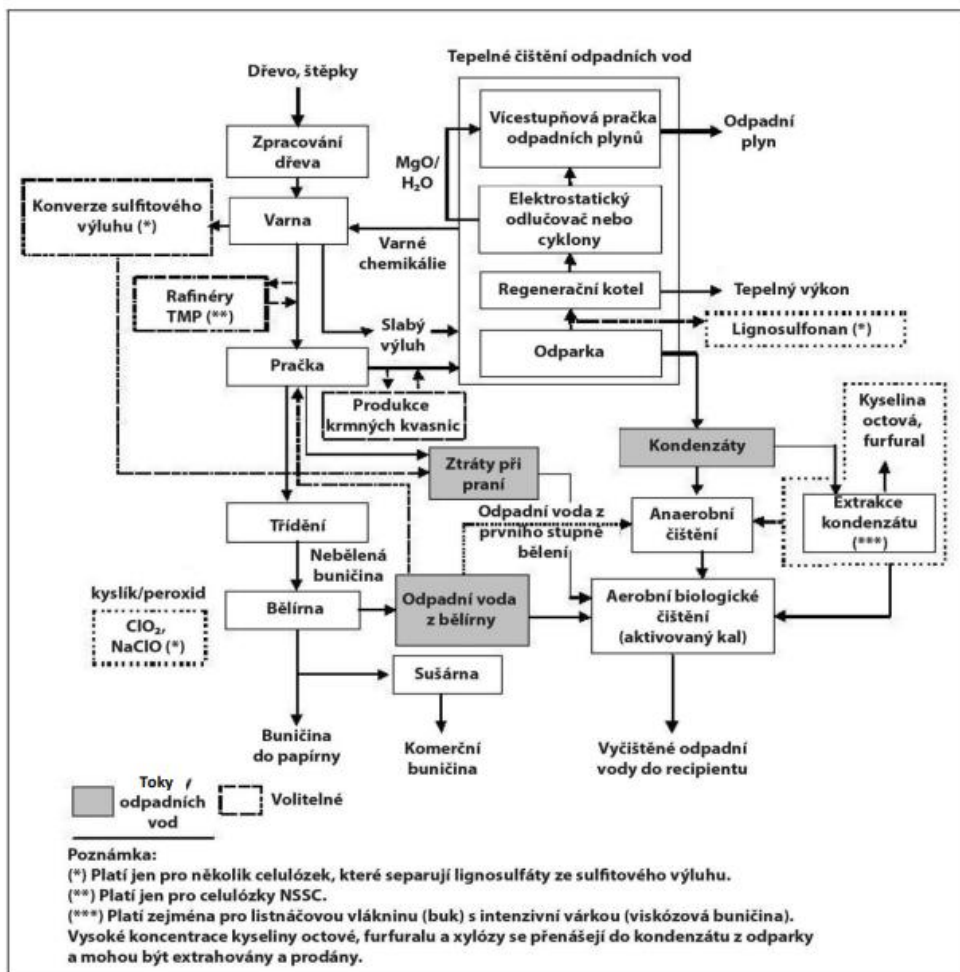 Tepelné čištění odpadních vod
Dřevo, štěpky
Vícestupňová pračka
odpadních plynů
Odpadní
plyn
Zpracování
dřeva
MgO/
H₂O
Elektrostatický
odlučovač nebo
cyklony
Konverze sulfitového
výluhu (*)
Varna
Varné
chemikálie
Regenerační kotel
Tepelný výkon
Rafinéry
TMP (**)
Slabý
výluh
Lignosulfonan (*)
Odparka
Pračka
Produkce
krmných kvasnic
Kyselina
octová,
furfural
Kondenzáty
Ztráty při
praní
Extrakce
kondenzátu
(***)
Odpadní voda z
prvního stupně
bělení
Anaerobní
čištění
Třídění
Nebělená
buničina
kyslík/peroxid
ClO₂,
NaClO (*)
Bělírna
Odpadní voda
z bělírny
Aerobní biologické
čištění
(aktivovaný kal)
Sušárna
Buničina
do papírny
Komerční
buničina
Vyčištěné odpadní
vody do recipientu
Toky
odpadních
vod
Volitelné
Poznámka:
(*) Platí jen pro několik celulózek, které separují lignosulfáty ze sulfitového výluhu.
(**) Platí jen pro celulózky NSSC.
(***) Platí zejména pro listnáčovou vlákninu (buk) s intenzivní várkou (viskózová buničina).
Vysoké koncentrace kyseliny octové, furfuralu a xylózy se přenášejí do kondenzátu z odparky
a mohou být extrahovány a prodány.